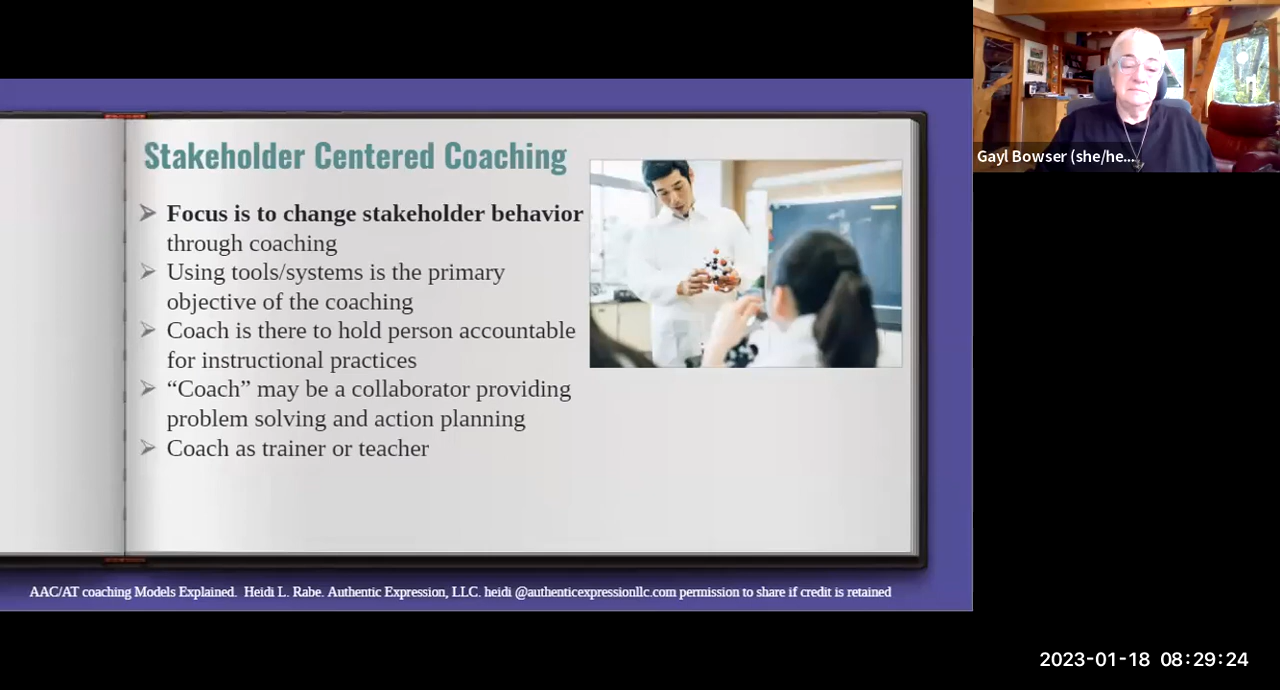 Stakeholder Centered Coaching
➢ Focus is to change stakeholder behavior
through coaching
➢ Using tools/systems is the primary
objective of the coaching
➢ Coach is there to hold person accountable
for instructional practices
➢ “Coach” may be a collaborator providing
problem solving and action planning
➢ Coach as trainer or teacher
AAC/AT coaching Models Explained.  Heidi L. Rabe. Authentic Expression, LLC. heidi @authenticexpressionllc.com permission to share if credit is retained
Gayl Bowser (she/he...
2023-01-18 08:29:24